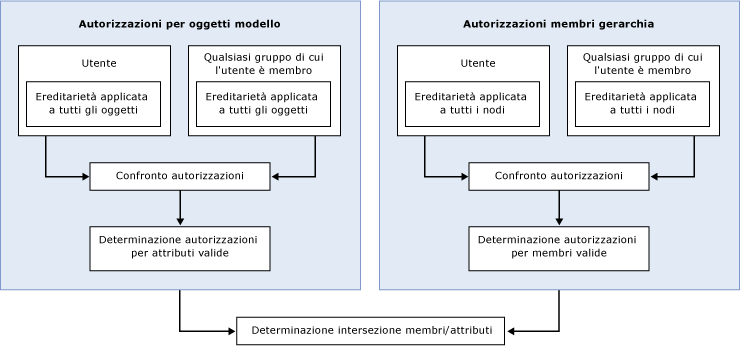 Autorizzazioni per oggetti modello
Utente
Ereditarietà applicata
a tutti gli oggetti
Qualsiasi gruppo di cui
l'utente è membro
Ereditarietà applicata
a tutti gli oggetti
Confronto autorizzazioni
Determinazione autorizzazioni
per attributi valide
Autorizzazioni membri gerarchia
Utente
Ereditarietà applicata
a tutti i nodi
Qualsiasi gruppo di cui
l'utente è membro
Ereditarietà applicata
a tutti i nodi
Confronto autorizzazioni
Determinazione autorizzazioni
per membri valide
Determinazione intersezione membri/attributi